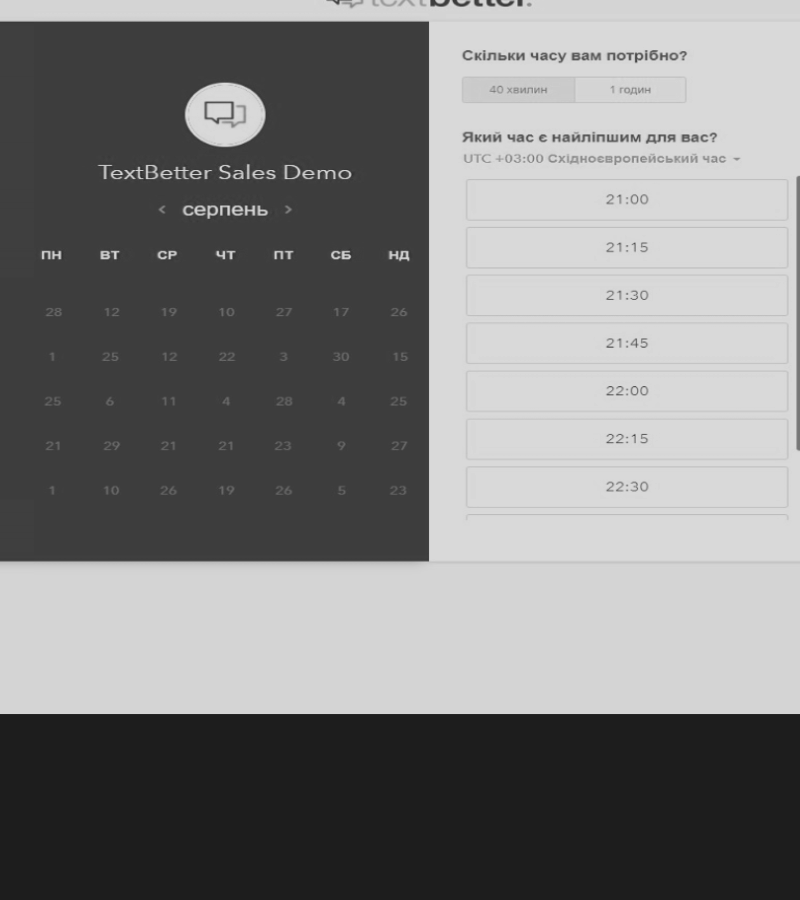 textbetter.
TextBetter Sales Demo
< серпень >
ПН ВТ СР ЧТ ПТ СБ НД
28 12 19 10 27 17 26
1 25 12 22 3 30 15
25 6 11 4 28 4 25
21 29 21 21 23 9 27
1 10 26 19 26 5 23
Скільки часу вам потрібно?
40 хвилин 1 годин
Який час є найліпшим для вас?
UTC +03:00 Східноєвропейський час
21:00
21:15
21:30
21:45
22:00
22:15
22:30